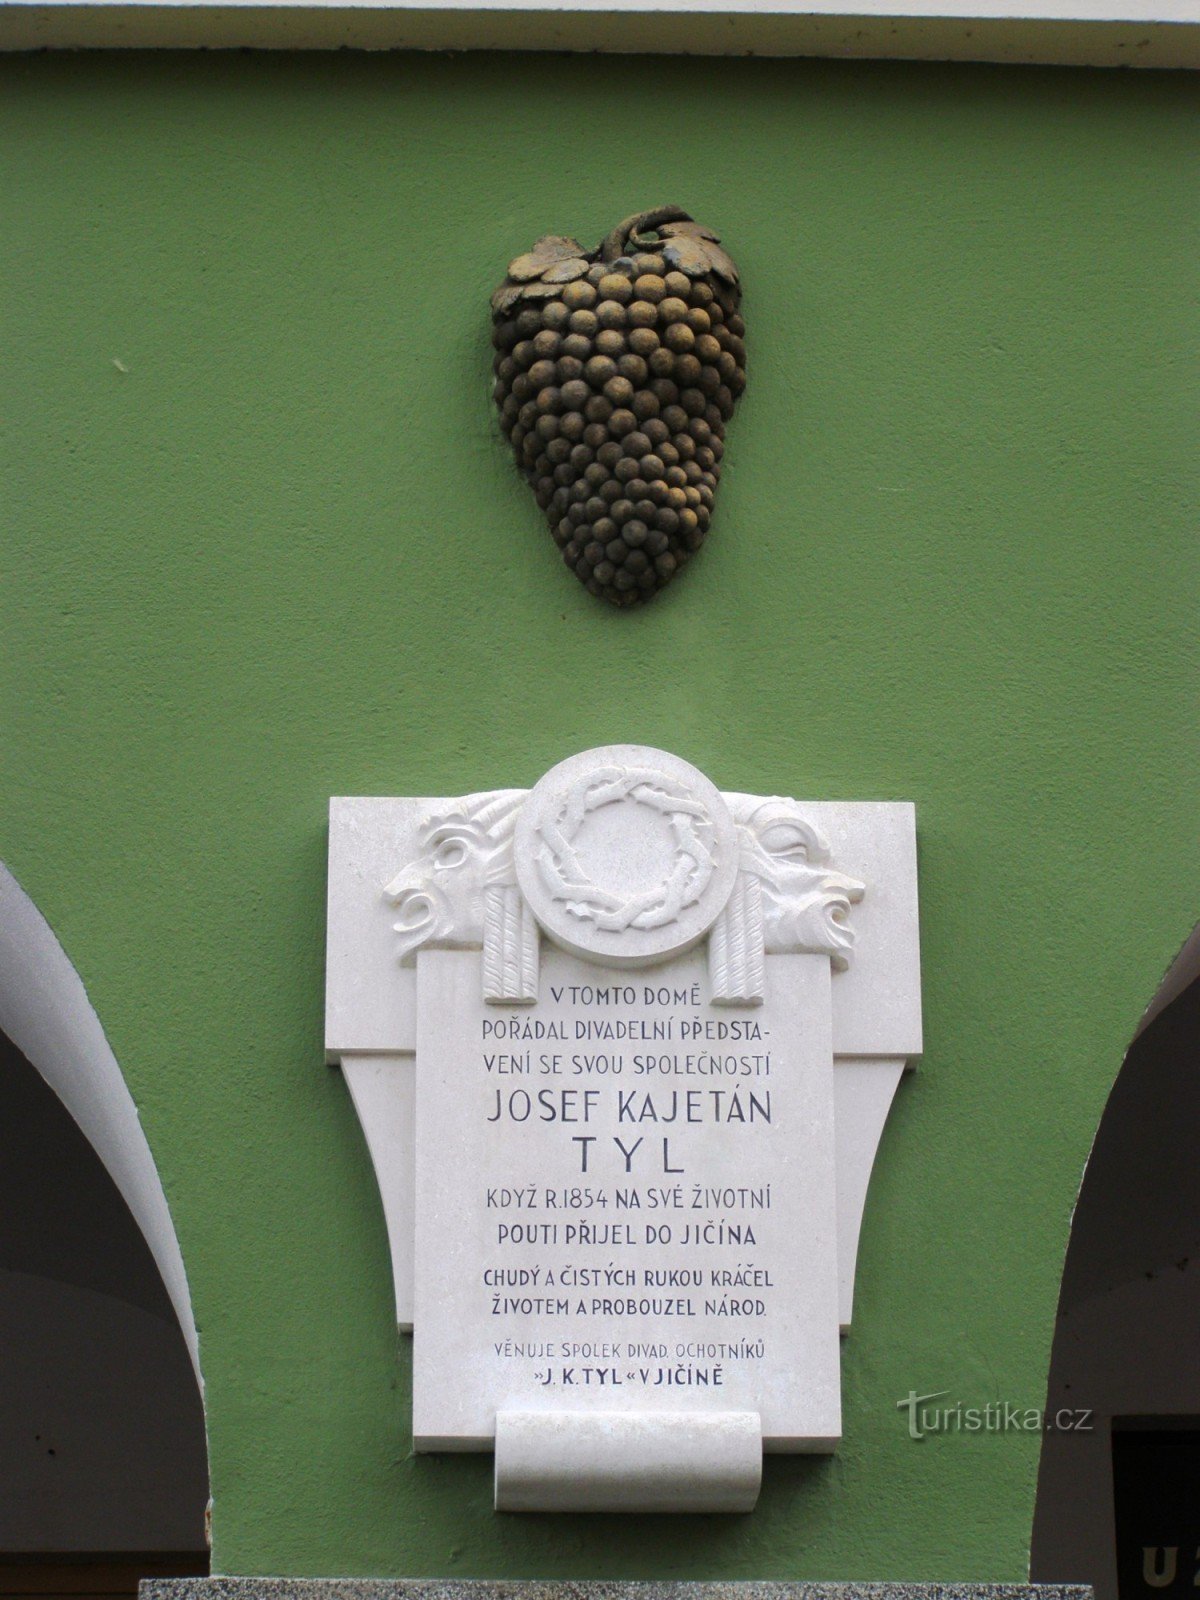 V TOMTO DOMĚ
POŘÁDAL DIVADELNÍ PŘEDSTA-
VENÍ SE SVOU SPOLEČNOSTÍ
JOSEF KAJETÁN
TYL
KDYŽ R. 1854 NA SVÉ ŽIVOTNÍ
POUTI PŘIJEL DO JIČÍNA
CHUDÝ A ČISTÝCH RUKOU KRÁČEL
ŽIVOTEM A PROBOUZEL NÁROD.
VĚNUJE SPOLEK DIVAD. OCHOTNÍKŮ
»J. K. TYL« V JIČÍNĚ
Turistika.cz
U